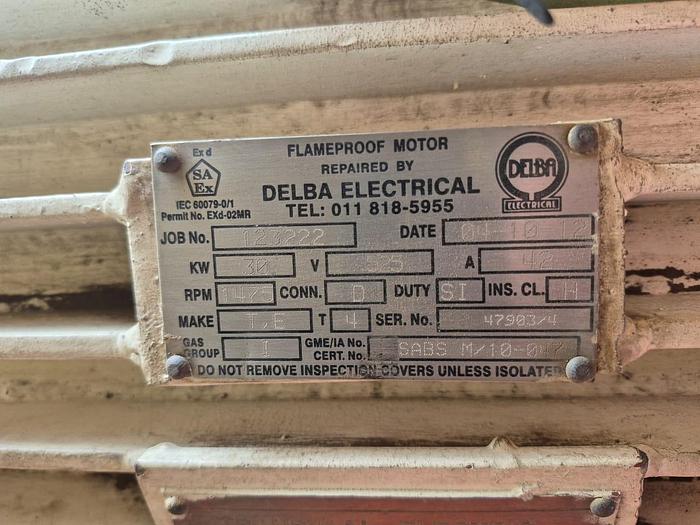 Ex d
SA
Ex
IEC 60079-0/1
Permit No. EXd-02MR
FLAMEPROOF MOTOR
REPAIRED BY
DELBA ELECTRICAL
TEL: 011 818-5955
DELBA
ELECTRICAL
JOB No. 123222 DATE 04-10-12
KW 30 V 525 A 42
RPM 1475 CONN. D DUTY SI INS. CL. H
MAKE T.E T 4 SER. No. 47903/4
GAS GROUP I GME/IA No. CERT. No. SABS M/10-047
DO NOT REMOVE INSPECTION COVERS UNLESS ISOLATED